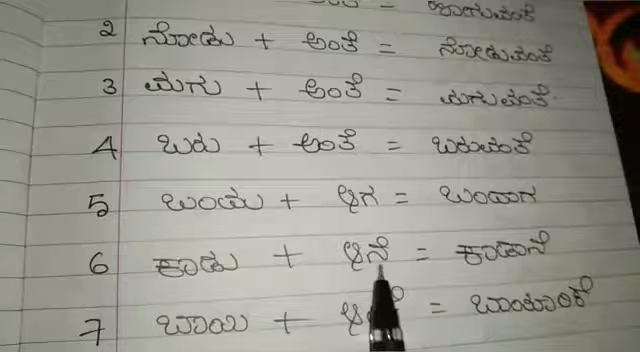 2 ನೋಡು + ಅಂತೆ = ನೋಡುವಂತೆ
3 ಮಗು + ಅಂತೆ = ಮಗುವಂತೆ
4 ಬರು + ಅಂತೆ = ಬರುವಂತೆ
5 ಬಂದು + ಆಗ = ಬಂದಾಗ
6 ಕಾಡು + ಆನೆ = ಕಾಡಾನೆ
7 ಬಾಯಿ + = ಬಾಯಾರಿಕೆ